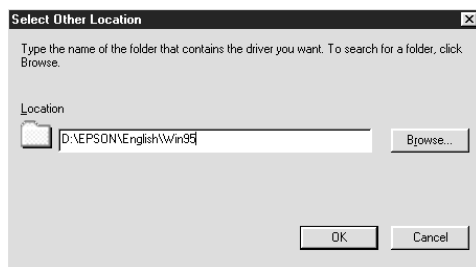 Select Other Location
Type the name of the folder that contains the driver you want. To search for a folder, click
Browse.
Location
D:\EPSON\English\Win95
Browse...
OK
Cancel